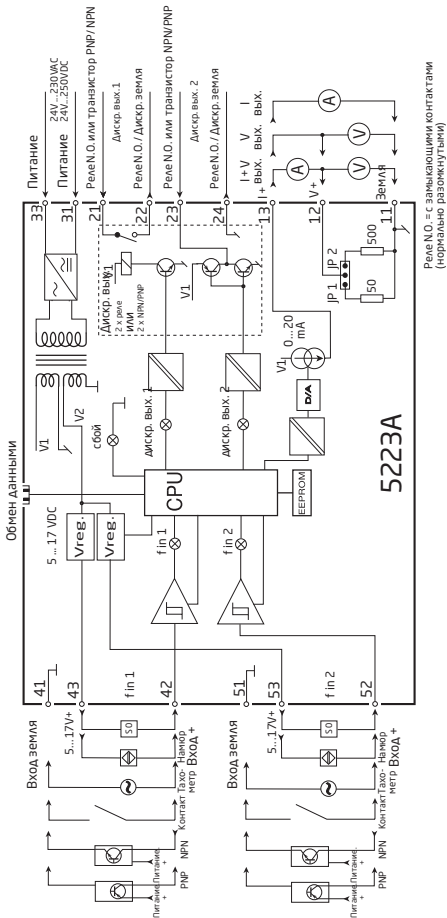 33
Питание
24V...230VAC
24V...250VDC
31
Питание
21
Реле N.O. или транзистор PNP/ NPN
Дискр. вых.1
22
Реле N.O. / Дискр.земля
23
Реле N.O. или транзистор NPN/PNP
Дискр. вых. 2
24
Реле N.O. / Дискр.земля
13
I+
12
V+
11
Земля
I+V
вых.
V
вых.
I
вых.
A
V
V
A
Реле N.O. = с замыкающими контактами
(нормально разомкнутыми)
V1
V2
V1
Дискр. вых.
2 x реле
или
2 x NPN/PNP
V1
дискр. вых. 1
дискр. вых. 2
сбой
V1
0...20
mA
D/A
JP 1
JP 2
50
500
5223A
Обмен данными
5 ... 17 VDC
Vreg.
Vreg.
CPU
EEPROM
f in 1
f in 2
41
Вход земля
43
5...17V+
f in 1
42
Вход +
S0
Намюр
Тахо-
метр
Контакт
NPN
Питание.
+
PNP
Питание.
+
51
Вход земля
53
5...17V+
f in 2
52
Вход +
S0
Намюр
Тахо-
метр
Контакт
NPN
Питание.
+
PNP
Питание.
+